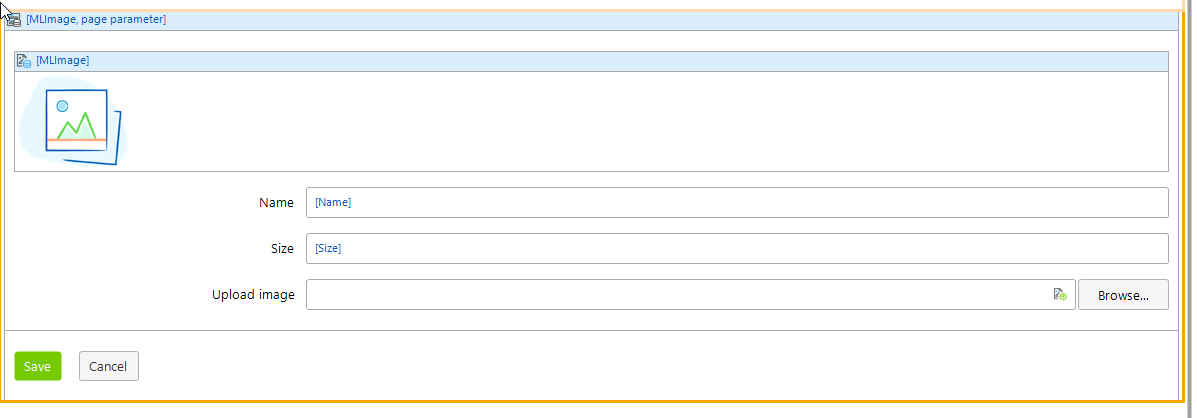 [MLImage, page parameter]
[MLImage]
Name [Name]
Size [Size]
Upload image Browse...
Save Cancel